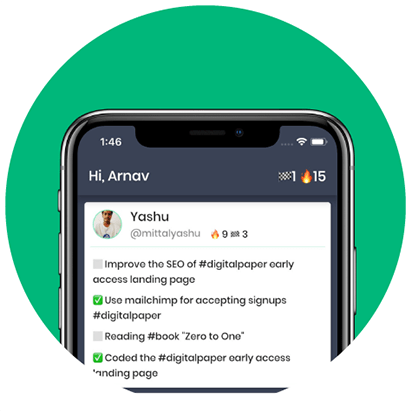 1:46
Hi, Arnav 🏁1 🔥15
Yashu
@mittalyashu 🔥9 🏁3
⬜ Improve the SEO of #digitalpaper early
access landing page
✅ Use mailchimp for accepting signups
#digitalpaper
⬜ Reading #book "Zero to One"
✅ Coded the #digitalpaper early access
landing page